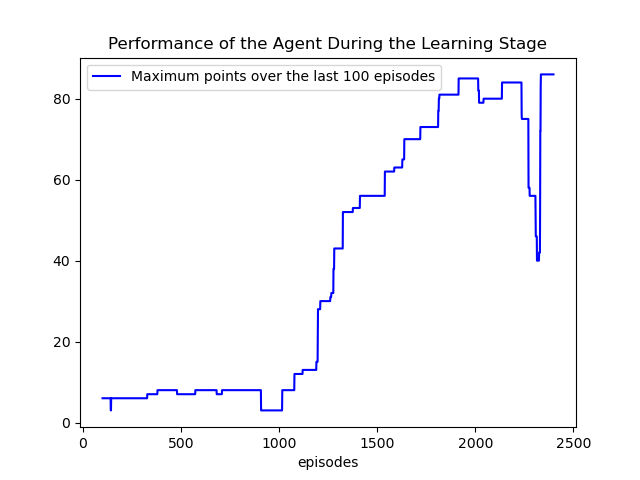 Performance of the Agent During the Learning Stage
Maximum points over the last 100 episodes
80
60
40
20
0
0 500 1000 1500 2000 2500
episodes